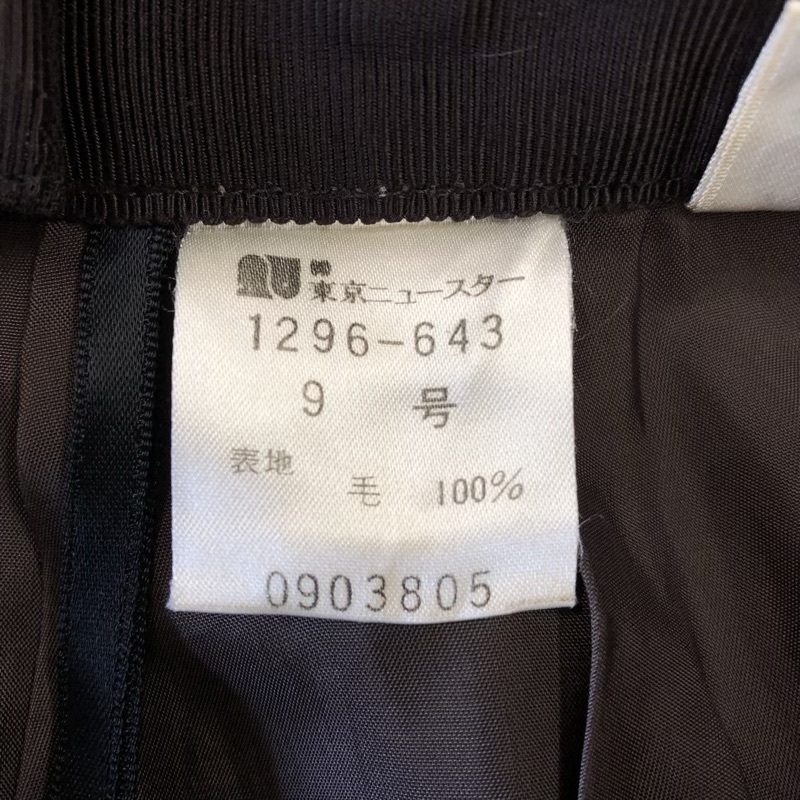 ㈱
東京ニュースター
1296-643
9 号
表地
毛 100%
0903805